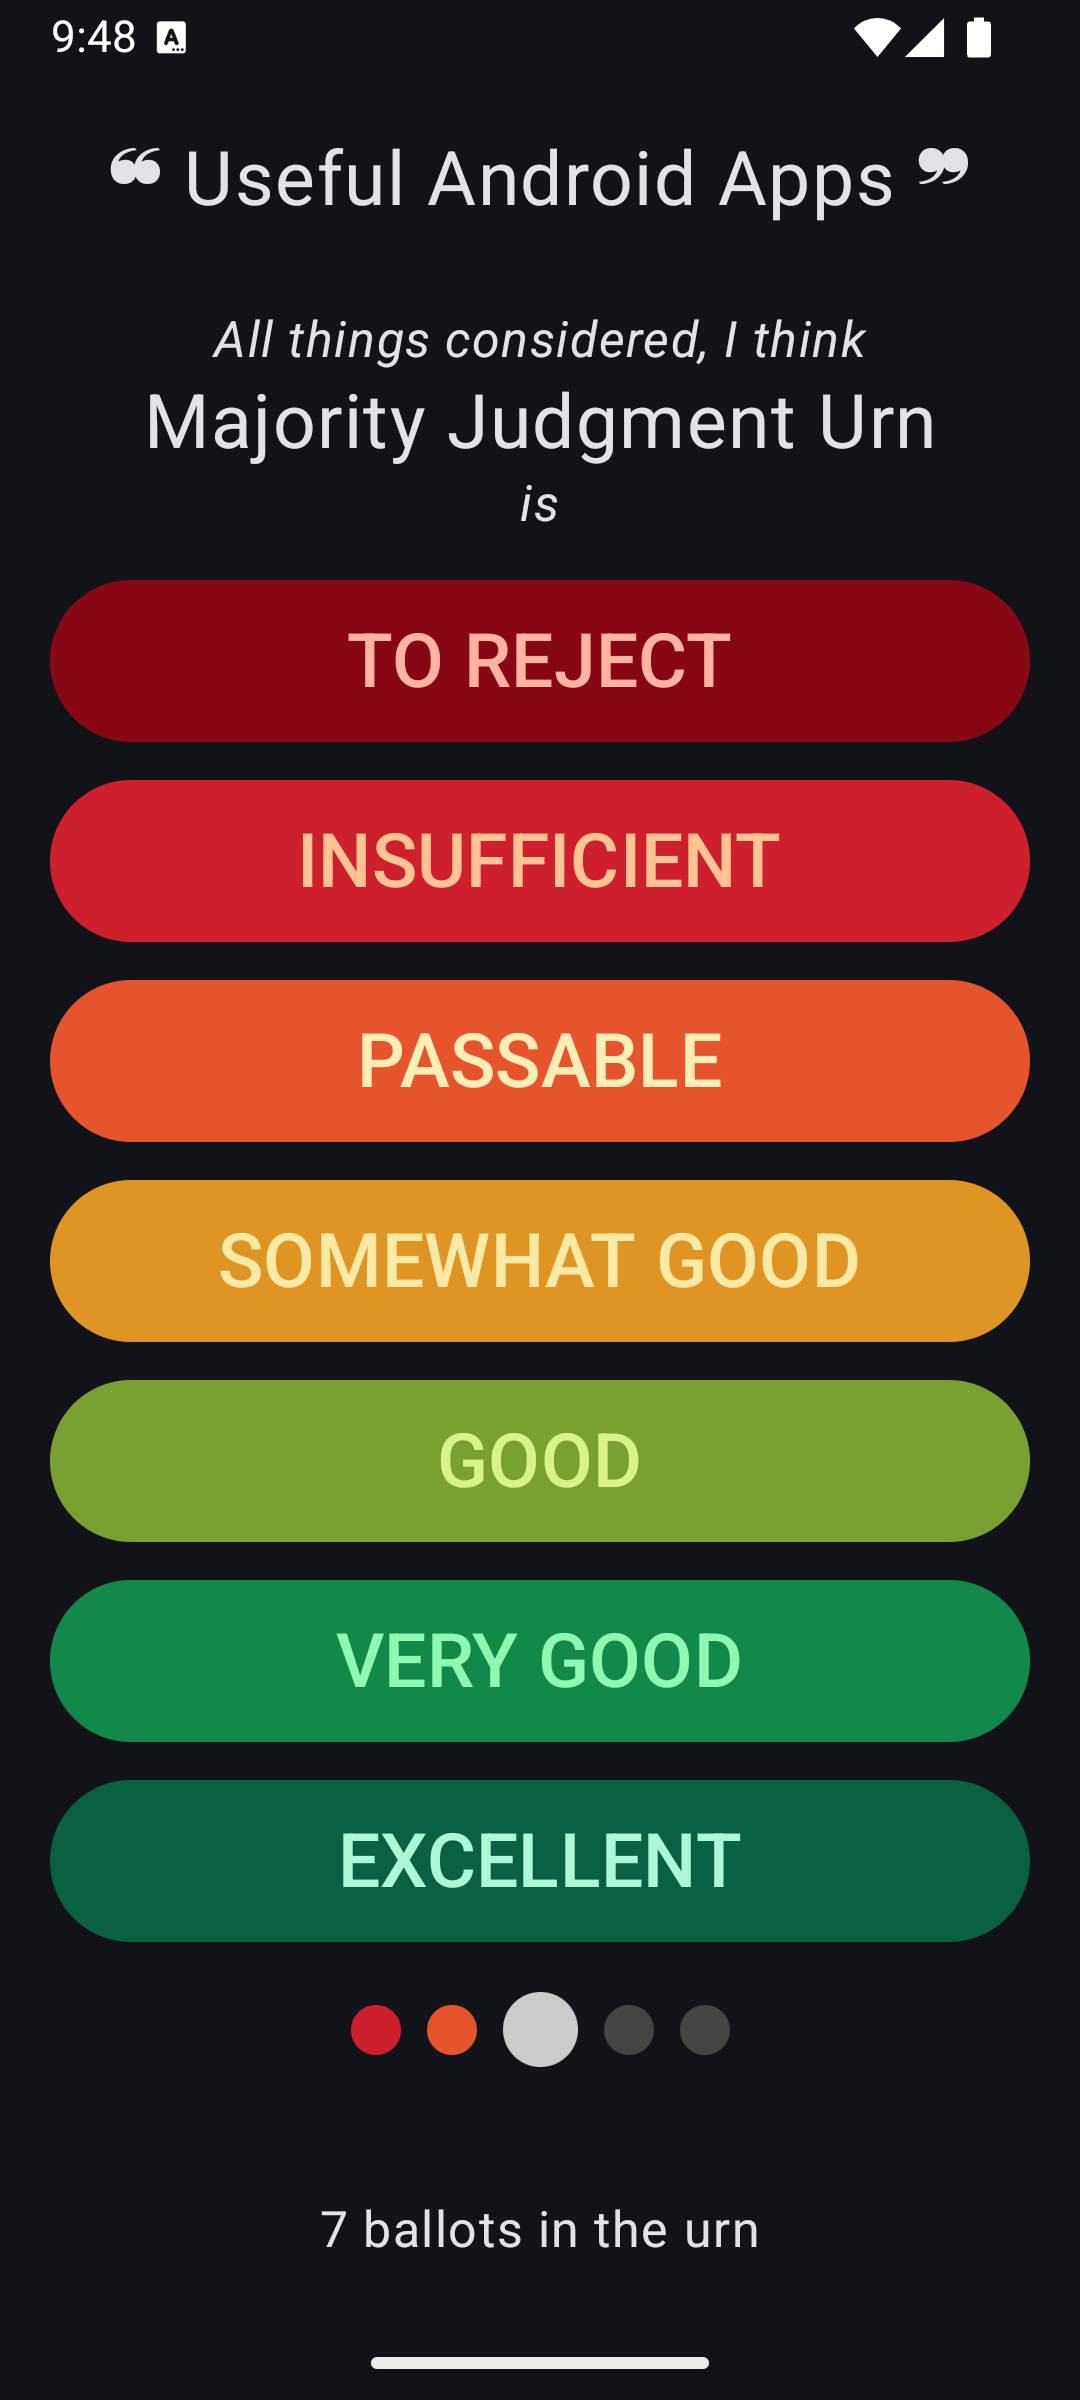 9:48
❝ Useful Android Apps ❞
All things considered, I think
Majority Judgment Urn
is
TO REJECT
INSUFFICIENT
PASSABLE
SOMEWHAT GOOD
GOOD
VERY GOOD
EXCELLENT
7 ballots in the urn